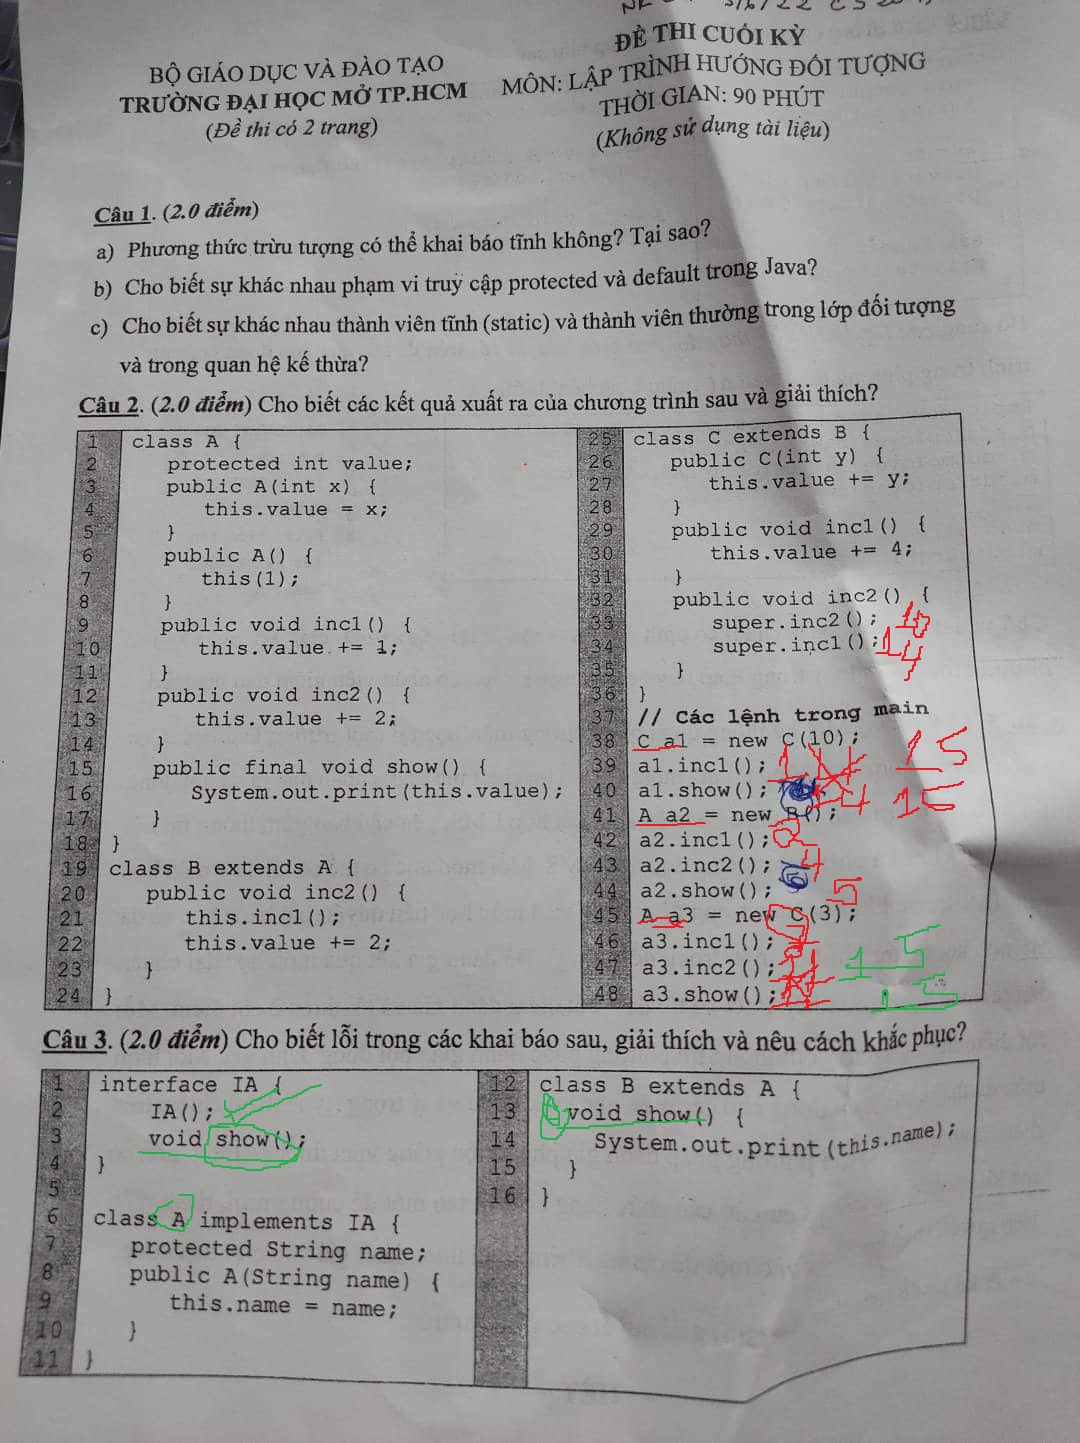 BỘ GIÁO DỤC VÀ ĐÀO TẠO
TRƯỜNG ĐẠI HỌC MỞ TP.HCM
(Đề thi có 2 trang)
ĐỀ THI CUỐI KỲ
MÔN: LẬP TRÌNH HƯỚNG ĐỐI TƯỢNG
THỜI GIAN: 90 PHÚT
(Không sử dụng tài liệu)
Câu 1. (2.0 điểm)
a) Phương thức trừu tượng có thể khai báo tĩnh không? Tại sao?
b) Cho biết sự khác nhau phạm vi truy cập protected và default trong Java?
c) Cho biết sự khác nhau thành viên tĩnh (static) và thành viên thường trong lớp đối tượng
và trong quan hệ kế thừa?
Câu 2. (2.0 điểm) Cho biết các kết quả xuất ra của chương trình sau và giải thích?
1 class A {
2 protected int value;
3 public A(int x) {
4 this.value = x;
5 }
6 public A() {
7 this(1);
8 }
9 public void inc1() {
10 this.value += 1;
11 }
12 public void inc2() {
13 this.value += 2;
14 }
15 public final void show() {
16 System.out.print(this.value);
17 }
18 }
19 class B extends A {
20 public void inc2() {
21 this.inc1();
22 this.value += 2;
23 }
24 }
25 class C extends B {
26 public C(int y) {
27 this.value += y;
28 }
29 public void inc1() {
30 this.value += 4;
31 }
32 public void inc2() {
33 super.inc2();
34 super.inc1();
35 }
36 }
37 // Các lệnh trong main
38 C a1 = new C(10);
39 a1.inc1(); 15
40 a1.show(); 15
41 A a2 = new B();
42 a2.inc1(); 2
43 a2.inc2(); 4
44 a2.show(); 5
45 A a3 = new C(3);
46 a3.inc1();
47 a3.inc2(); 15
48 a3.show(); 15
Câu 3. (2.0 điểm) Cho biết lỗi trong các khai báo sau, giải thích và nêu cách khắc phục?
1 interface IA {
2 IA();
3 void show();
4 }
5
6 class A implements IA {
7 protected String name;
8 public A(String name) {
9 this.name = name;
10 }
11 }
12 class B extends A {
13 void show() {
14 System.out.print(this.name);
15 }
16 }